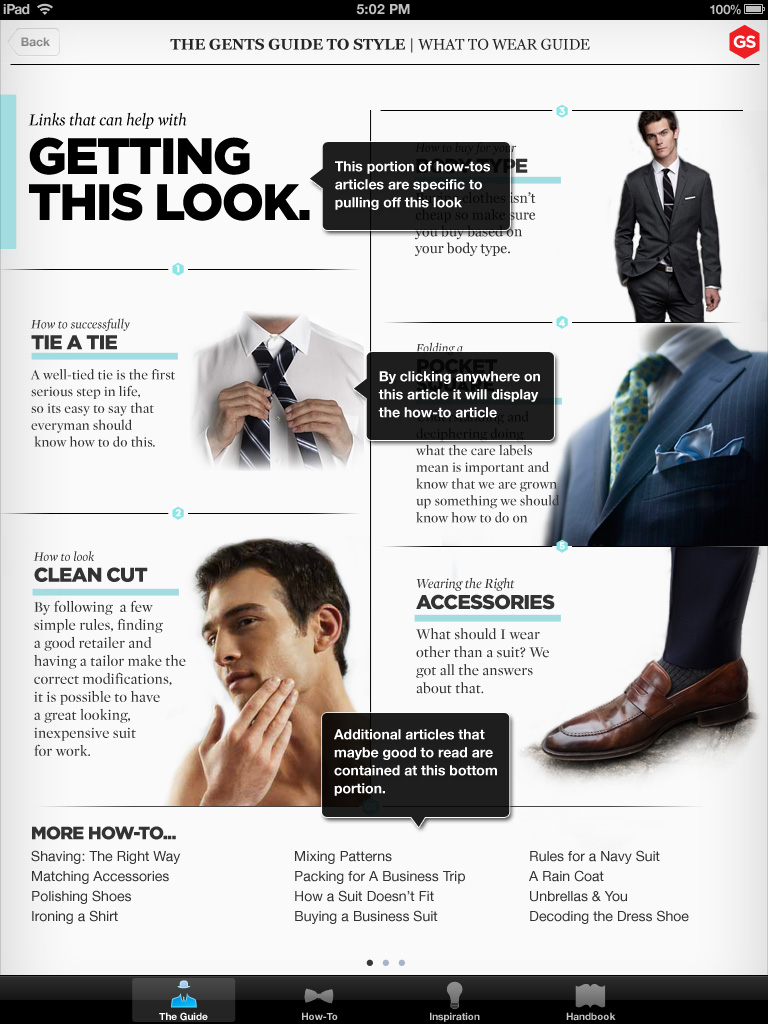 iPad
5:02 PM
100%
Back
THE GENTS GUIDE TO STYLE | WHAT TO WEAR GUIDE
GS
Links that can help with
GETTING
THIS LOOK.
This portion of how-tos
articles are specific to
pulling off this look
1
How to successfully
TIE A TIE
A well-tied tie is the first
serious step in life,
so its easy to say that
everyman should
know how to do this.
By clicking anywhere on
this article it will display
the how-to article
2
How to look
CLEAN CUT
By following a few
simple rules, finding
a good retailer and
having a tailor make the
correct modifications,
it is possible to have
a great looking,
inexpensive suit
for work.
3
How to buy for your
BODY TYPE
clothes isn't
cheap so make sure
you buy based on
your body type.
4
Folding a
POCKET
and
deciphering doing
what the care labels
mean is important and
know that we are grown
up something we should
know how to do on
5
Wearing the Right
ACCESSORIES
What should I wear
other than a suit? We
got all the answers
about that.
Additional articles that
maybe good to read are
contained at this bottom
portion.
MORE HOW-TO...
Shaving: The Right Way
Matching Accessories
Polishing Shoes
Ironing a Shirt
Mixing Patterns
Packing for A Business Trip
How a Suit Doesn't Fit
Buying a Business Suit
Rules for a Navy Suit
A Rain Coat
Unbrellas & You
Decoding the Dress Shoe
The Guide
How-To
Inspiration
Handbook